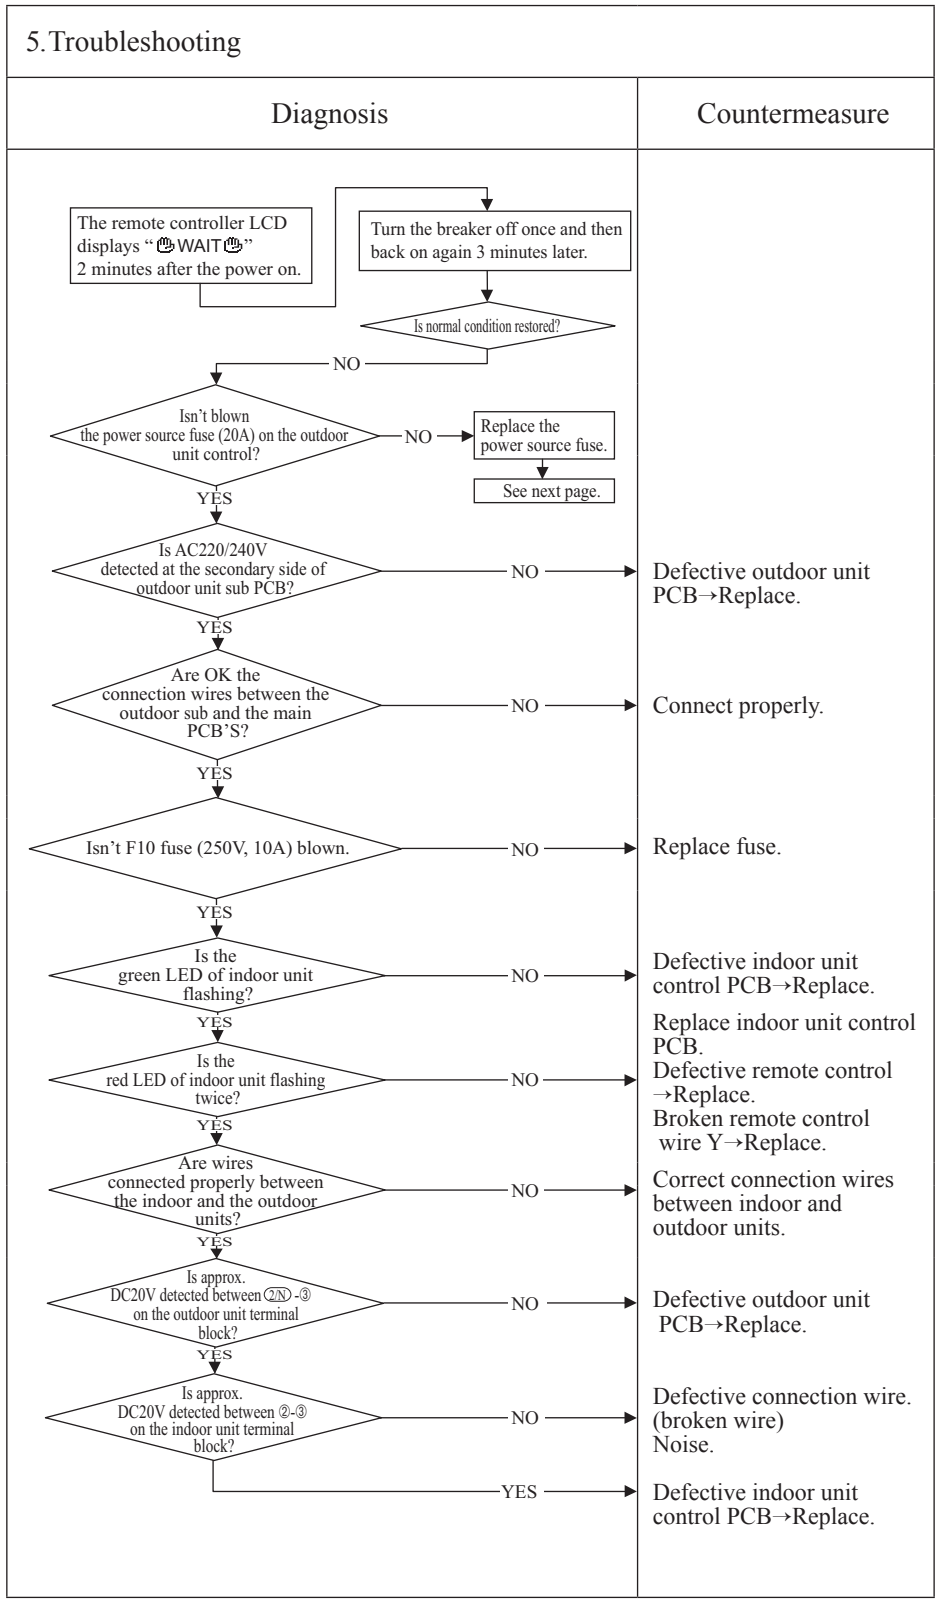 5.Troubleshooting
Diagnosis
Countermeasure
The remote controller LCD
displays “ WAIT ”
2 minutes after the power on.
Turn the breaker off once and then
back on again 3 minutes later.
Is normal condition restored?
NO
Isn’t blown
the power source fuse (20A) on the outdoor
unit control?
NO
Replace the
power source fuse.
See next page.
YES
Is AC220/240V
detected at the secondary side of
outdoor unit sub PCB?
NO
Defective outdoor unit
PCB→Replace.
YES
Are OK the
connection wires between the
outdoor sub and the main
PCB’S?
NO
Connect properly.
YES
Isn’t F10 fuse (250V, 10A) blown.
NO
Replace fuse.
YES
Is the
green LED of indoor unit
flashing?
NO
Defective indoor unit
control PCB→Replace.
YES
Is the
red LED of indoor unit flashing
twice?
NO
Replace indoor unit control
PCB.
Defective remote control
→Replace.
Broken remote control
wire Y→Replace.
YES
Are wires
connected properly between
the indoor and the outdoor
units?
NO
Correct connection wires
between indoor and
outdoor units.
YES
Is approx.
DC20V detected between (2/N) -③
on the outdoor unit terminal
block?
NO
Defective outdoor unit
PCB→Replace.
YES
Is approx.
DC20V detected between ②-③
on the indoor unit terminal
block?
NO
Defective connection wire.
(broken wire)
Noise.
YES
Defective indoor unit
control PCB→Replace.